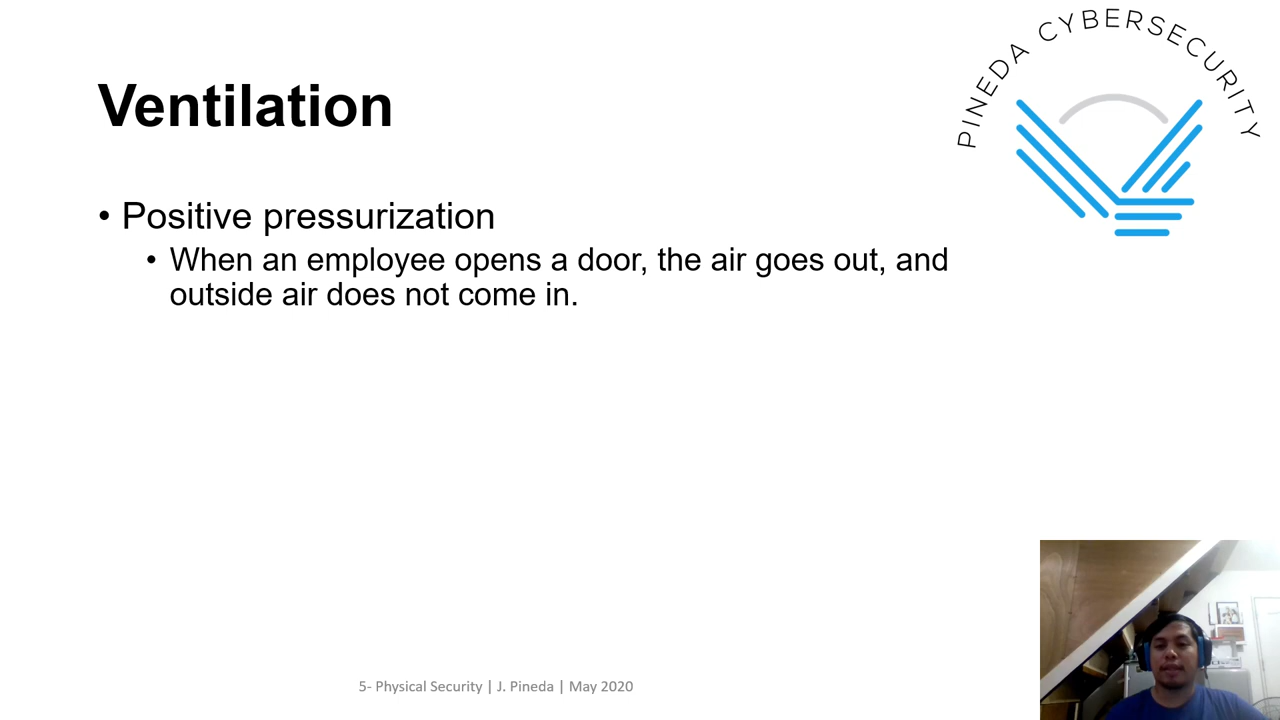 PINEDA CYBERSECURITY
Ventilation
• Positive pressurization
• When an employee opens a door, the air goes out, and
outside air does not come in.
5- Physical Security | J. Pineda | May 2020